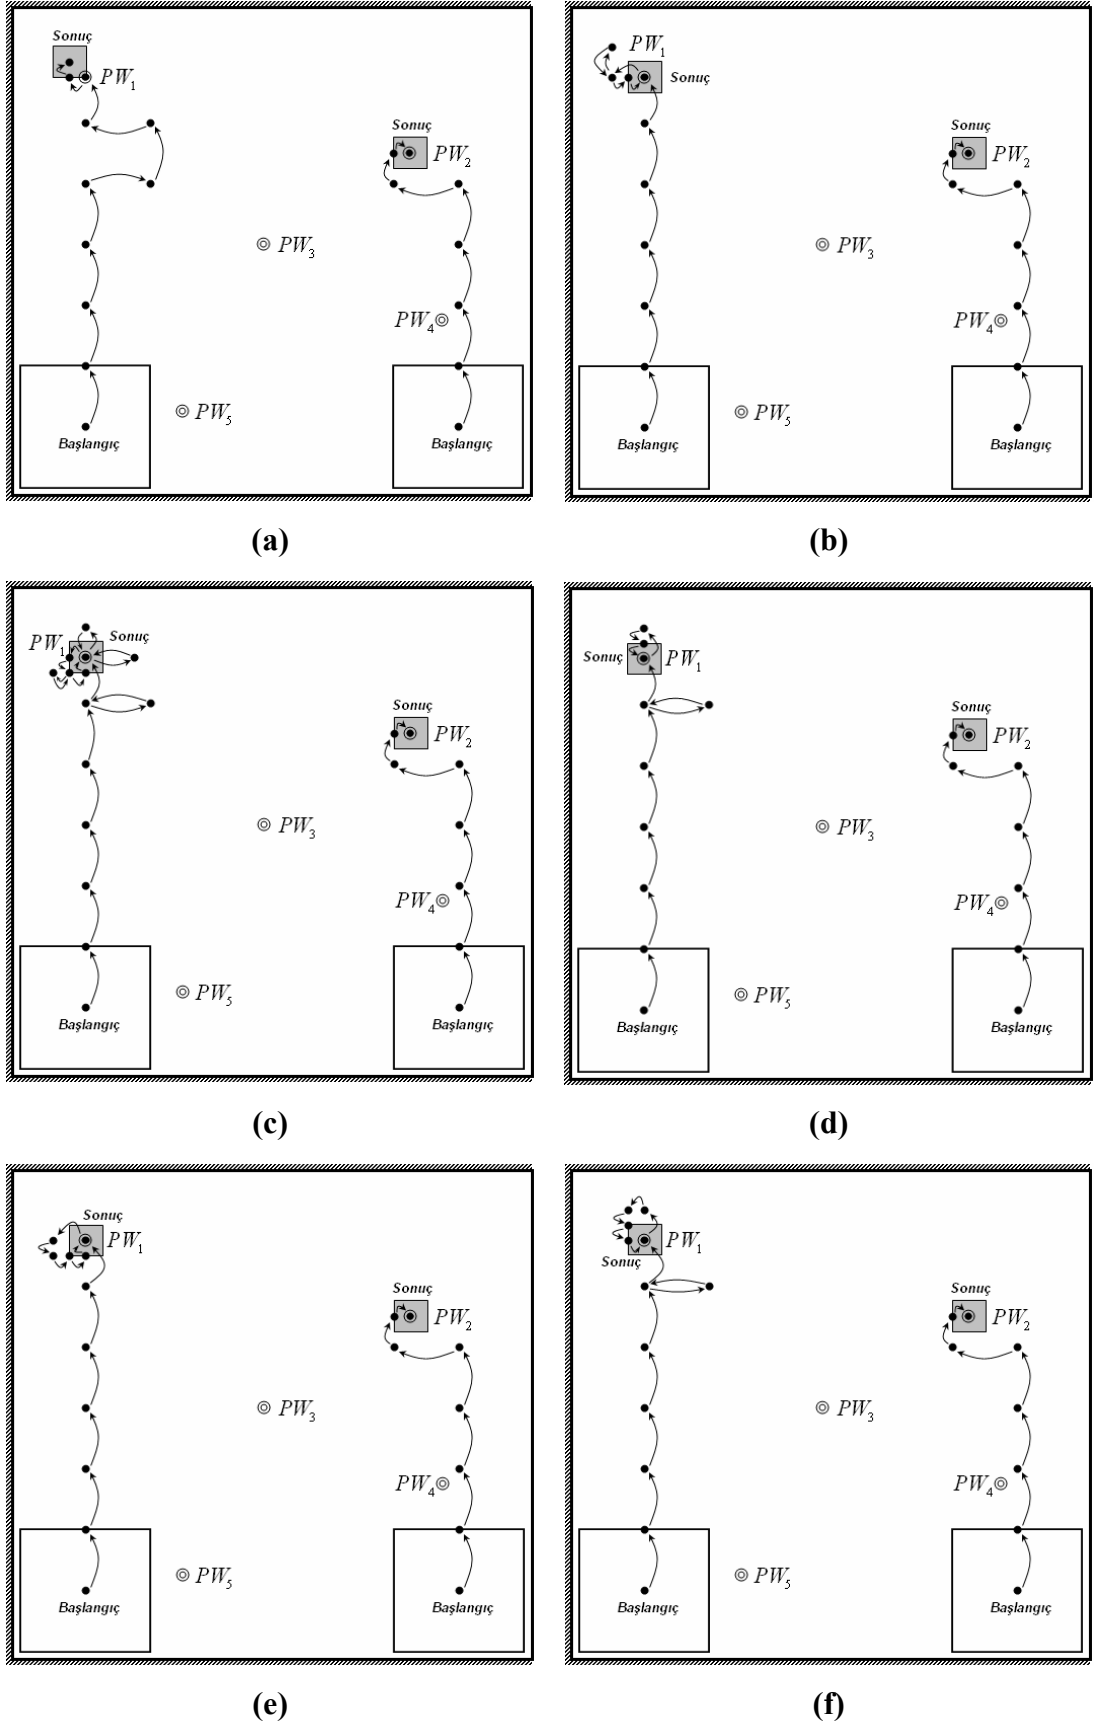 Sonuç
PW1
Sonuç
PW2
PW3
PW4
PW5
Başlangıç
Başlangıç
(a)
PW1
Sonuç
Sonuç
PW2
PW3
PW4
PW5
Başlangıç
Başlangıç
(b)
PW1
Sonuç
Sonuç
PW2
PW3
PW4
PW5
Başlangıç
Başlangıç
(c)
Sonuç
PW1
Sonuç
PW2
PW3
PW4
PW5
Başlangıç
Başlangıç
(d)
Sonuç
PW1
Sonuç
PW2
PW3
PW4
PW5
Başlangıç
Başlangıç
(e)
PW1
Sonuç
Sonuç
PW2
PW3
PW4
PW5
Başlangıç
Başlangıç
(f)